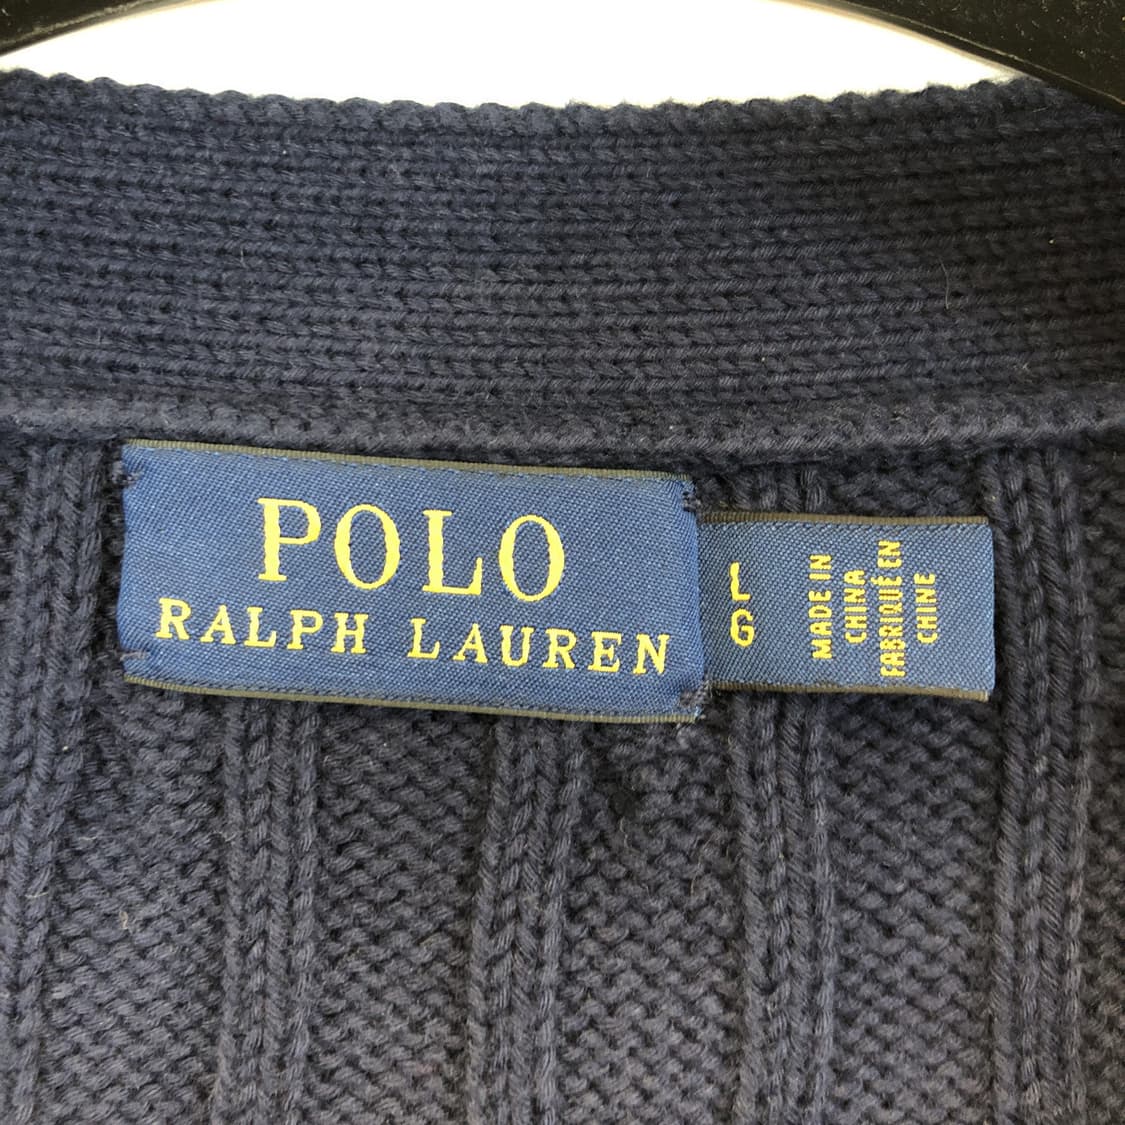 POLO
RALPH LAUREN
L
G
MADE IN
CHINA
FABRIQUÉ EN
CHINE